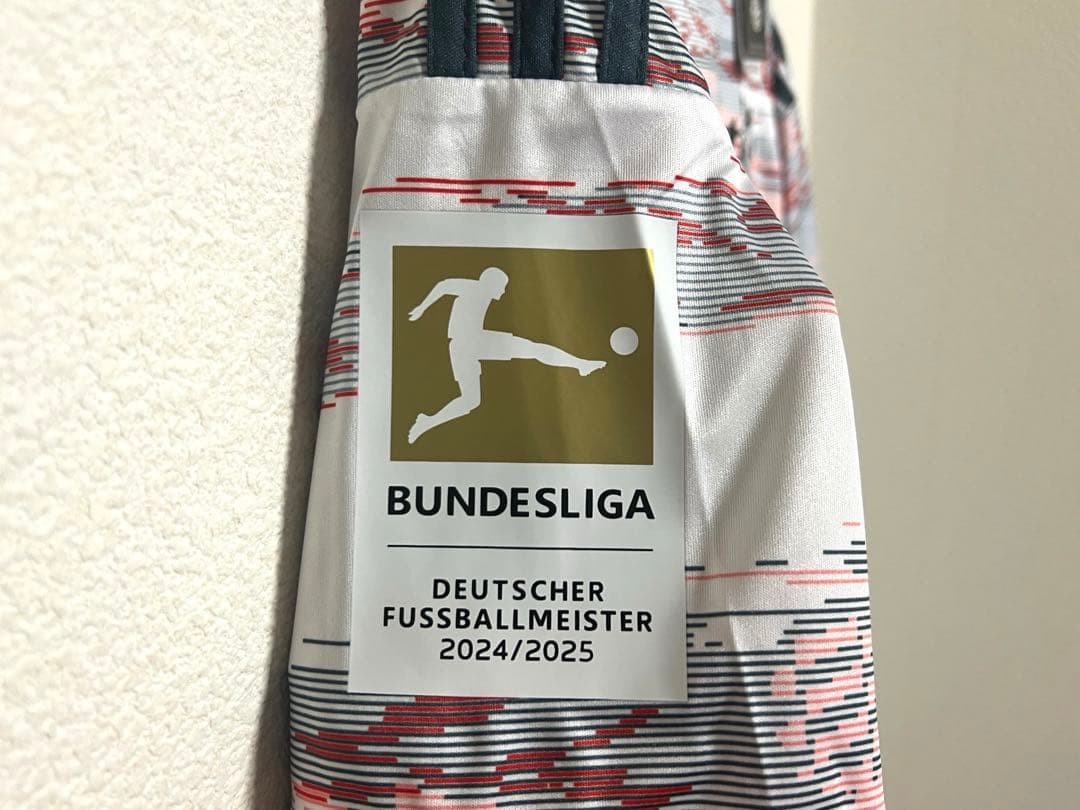 BUNDESLIGA
DEUTSCHER
FUSSBALLMEISTER
2024/2025